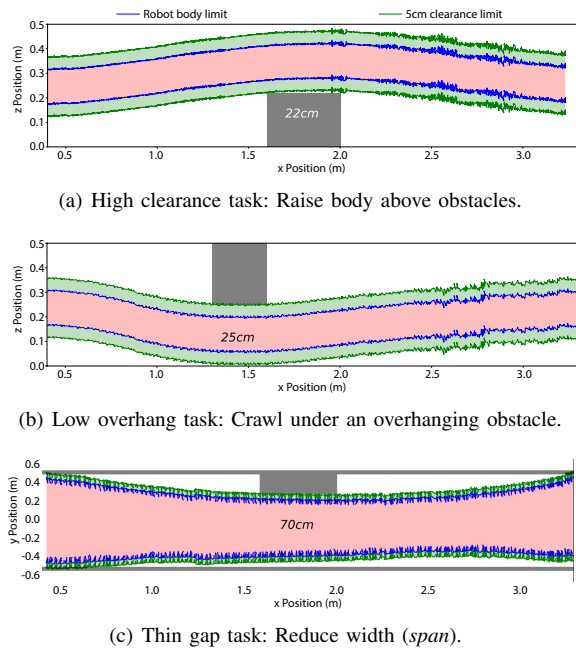 Robot body limit 5cm clearance limit
0.5
0.4
0.3
0.2
0.1
0.0
z Position (m)
22cm
0.5 1.0 1.5 2.0 2.5 3.0
x Position (m)
(a) High clearance task: Raise body above obstacles.
0.5
0.4
0.3
0.2
0.1
0.0
z Position (m)
25cm
0.5 1.0 1.5 2.0 2.5 3.0
x Position (m)
(b) Low overhang task: Crawl under an overhanging obstacle.
0.6
0.4
0.2
0.0
-0.2
-0.4
-0.6
y Position (m)
70cm
0.5 1.0 1.5 2.0 2.5 3.0
x Position (m)
(c) Thin gap task: Reduce width (span).